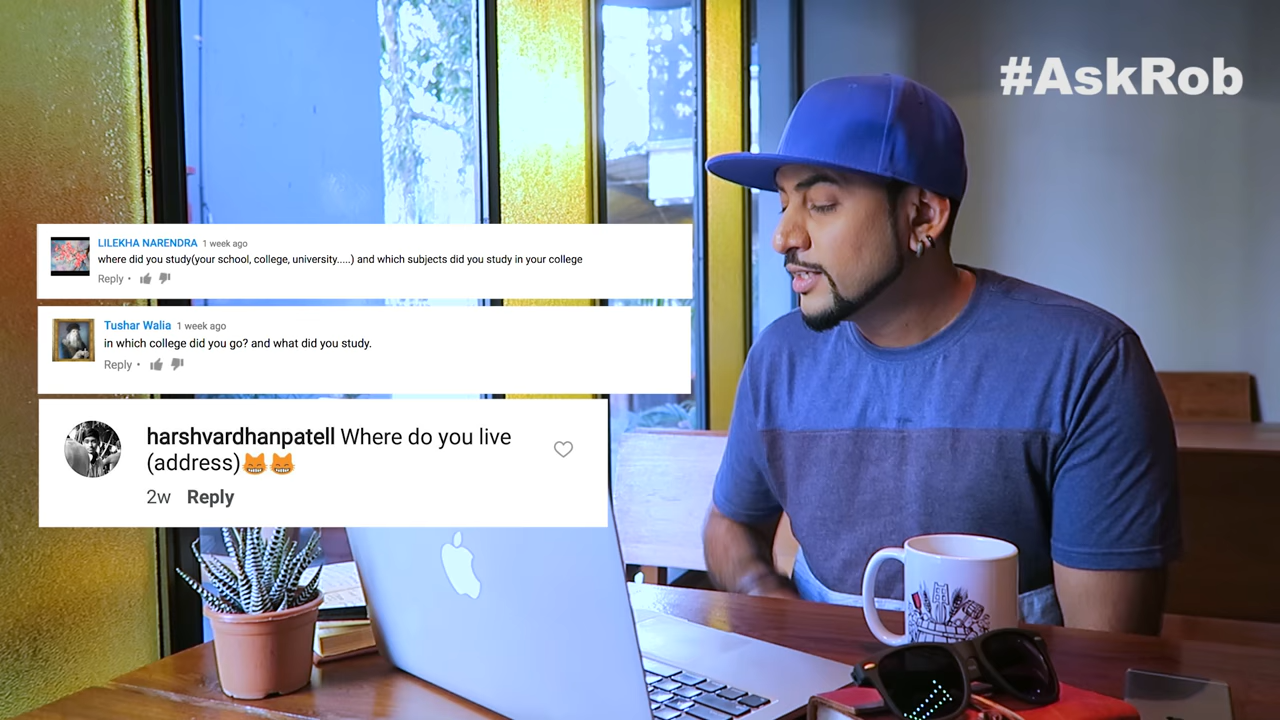 #AskRob
LILEKHA NARENDRA 1 week ago
where did you study(your school, college, university.....) and which subjects did you study in your college
Reply •
Tushar Walia 1 week ago
in which college did you go? and what did you study.
Reply •
harshvardhanpatell Where do you live
(address)😸😸
2w Reply